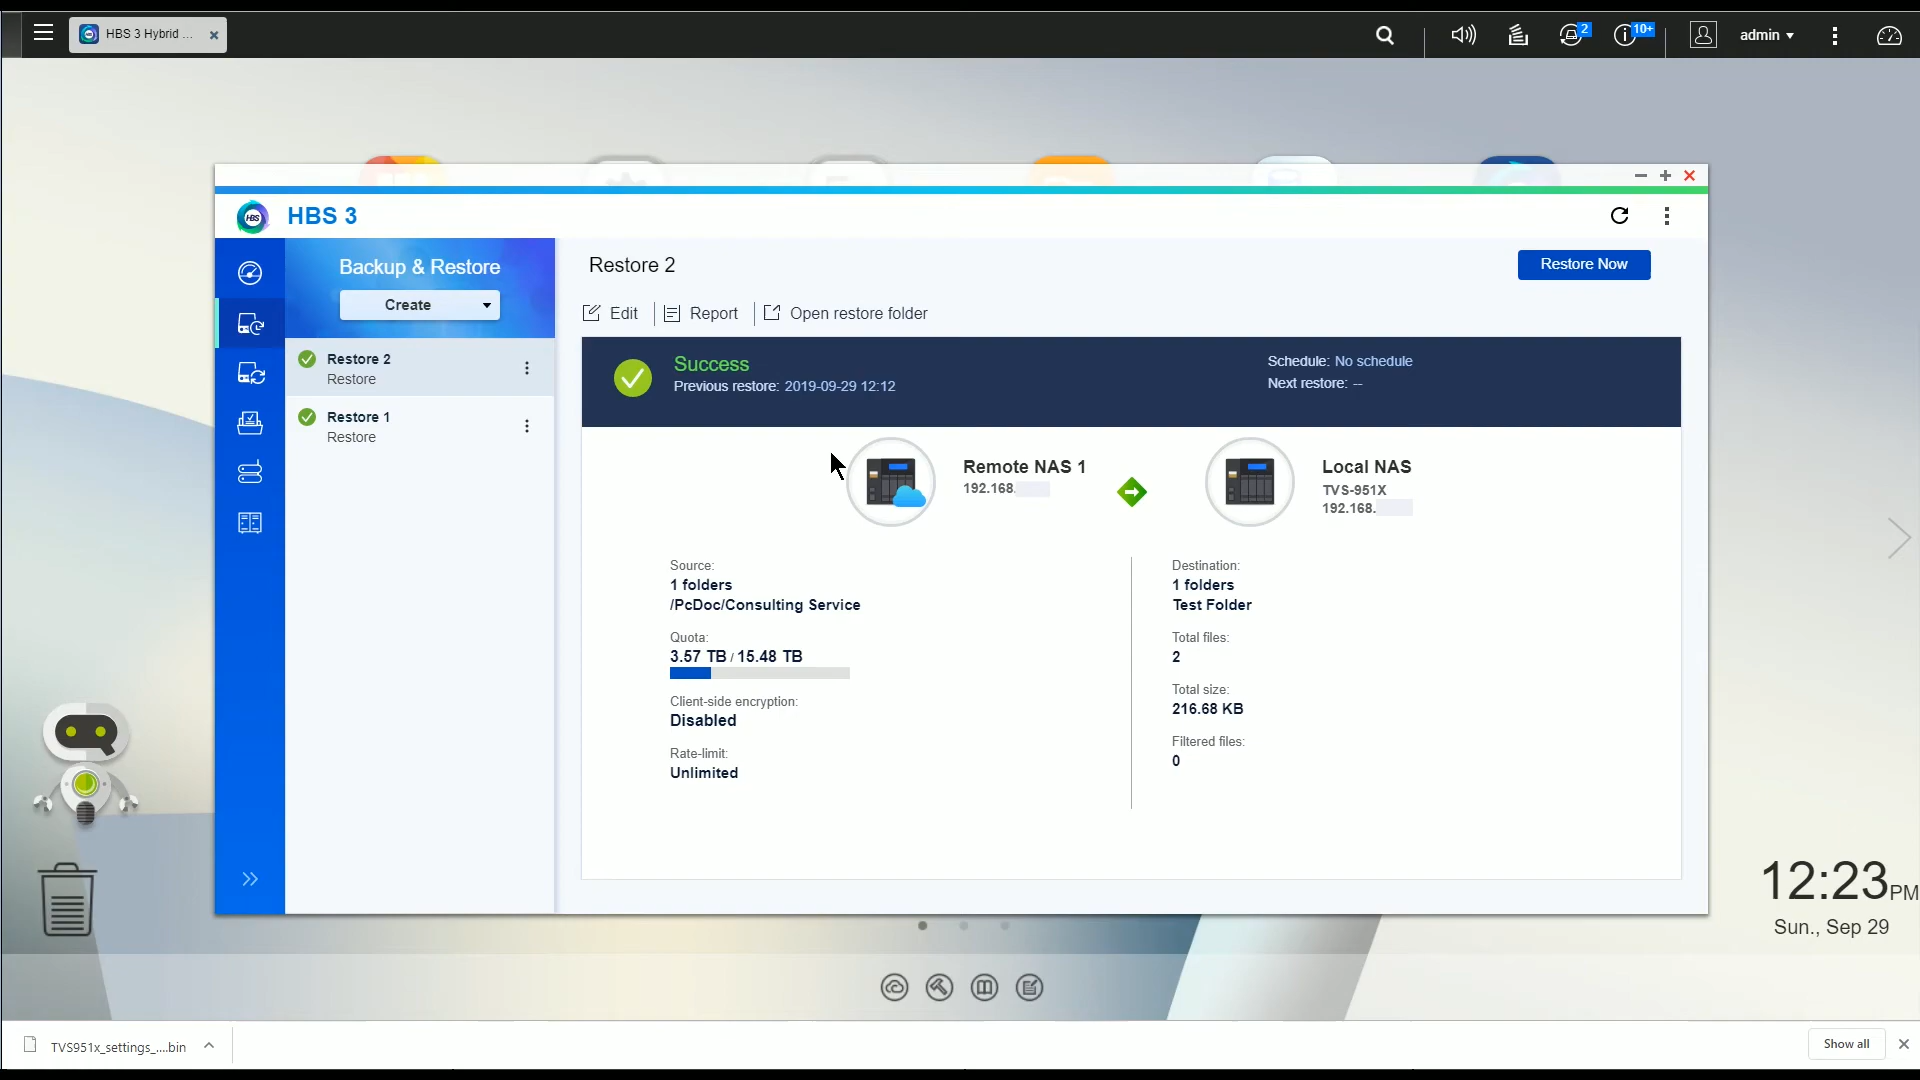 HBS 3 Hybrid ...
2
10+
admin
HBS
HBS 3
Backup & Restore
Create
Restore 2
Restore
Restore 1
Restore
Restore 2
Restore Now
Edit
Report
Open restore folder
Success
Previous restore: 2019-09-29 12:12
Schedule: No schedule
Next restore: --
Remote NAS 1
192.168.
Local NAS
TVS-951X
192.168.
Source:
1 folders
/PcDoc/Consulting Service
Quota:
3.57 TB / 15.48 TB
Client-side encryption:
Disabled
Rate-limit:
Unlimited
Destination:
1 folders
Test Folder
Total files:
2
Total size:
216.68 KB
Filtered files:
0
12:23PM
Sun., Sep 29
TVS951x_settings_....bin
Show all